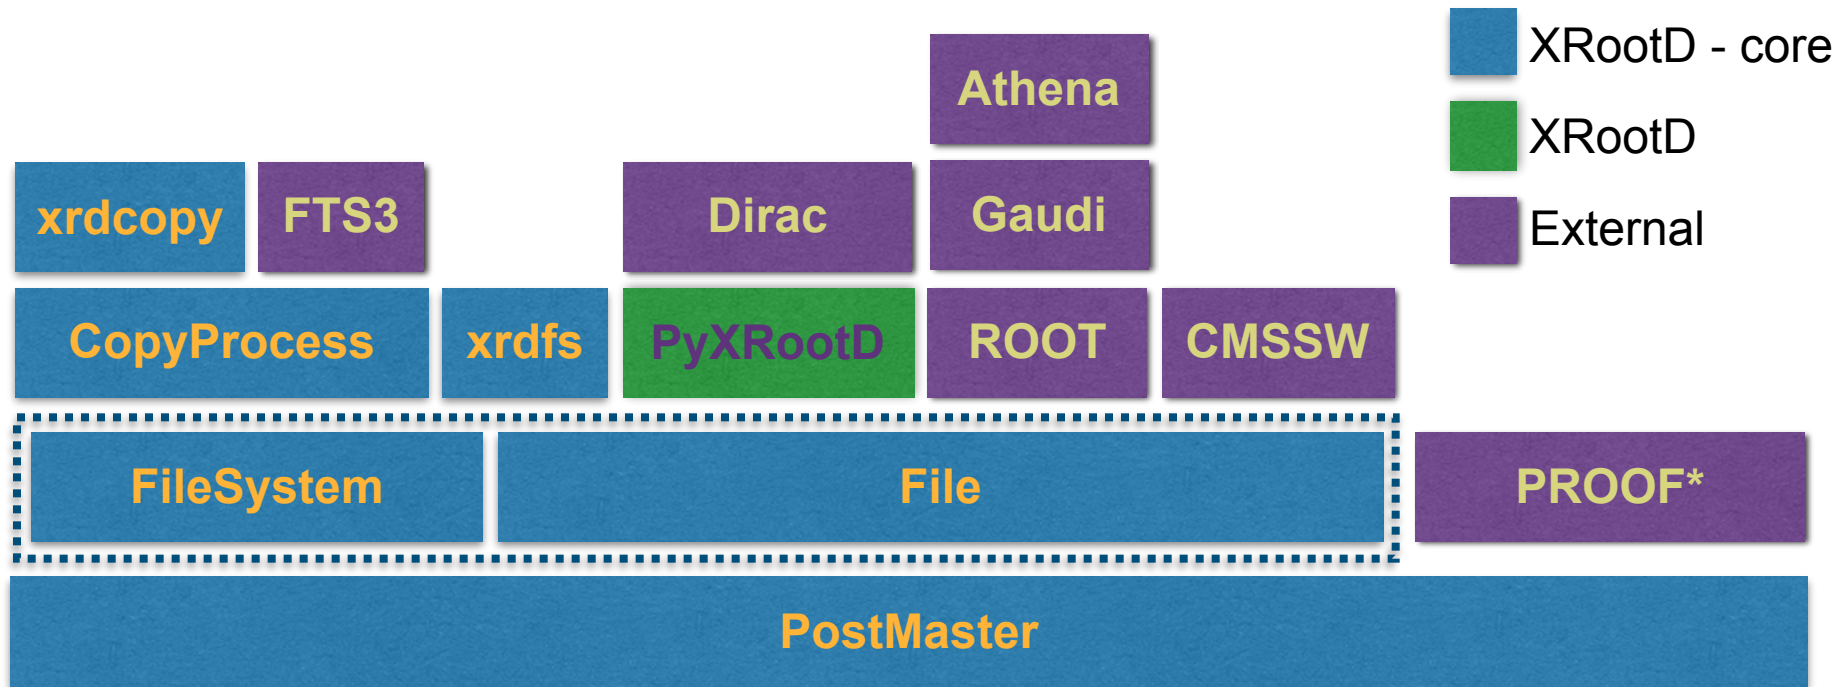 XRootD - core
Athena
XRootD
xrdcopy
FTS3
Dirac
Gaudi
External
CopyProcess
xrdfs
PyXRootD
ROOT
CMSSW
FileSystem
File
PROOF*
PostMaster